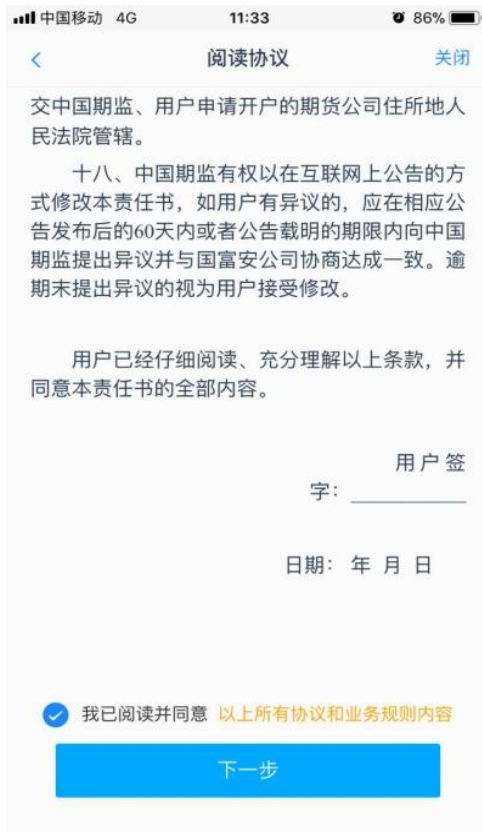 中国移动 4G 11:33 86%
阅读协议 关闭
交中国期监、用户申请开户的期货公司住所地人
民法院管辖。
十八、中国期监有权以在互联网上公告的方
式修改本责任书，如用户有异议的，应在相应公
告发布后的60天内或者公告载明的期限内向中国
期监提出异议并与国富安公司协商达成一致。逾
期末提出异议的视为用户接受修改。
用户已经仔细阅读、充分理解以上条款，并
同意本责任书的全部内容。
用 户 签
字：
日期： 年 月 日
我已阅读并同意 以上所有协议和业务规则内容
下一步